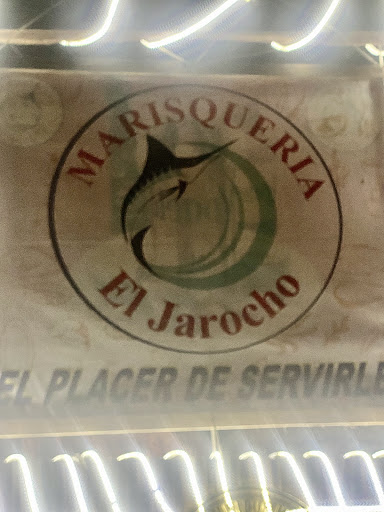 MARISQUERIA
El Jarocho
EL PLACER DE SERVIRLE